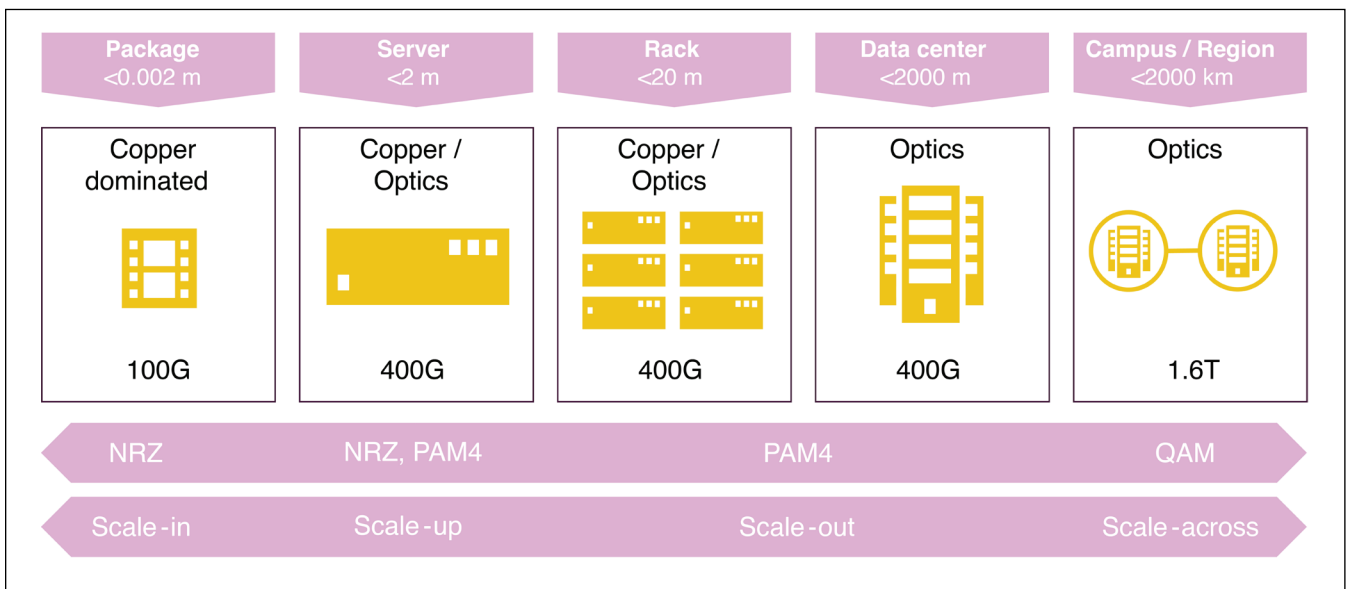 Package
<0.002 m
Server
<2 m
Rack
<20 m
Data center
<2000 m
Campus / Region
<2000 km
Copper
dominated
100G
Copper /
Optics
400G
Copper /
Optics
400G
Optics
400G
Optics
1.6T
NRZ
NRZ, PAM4
PAM4
QAM
Scale-in
Scale-up
Scale-out
Scale-across